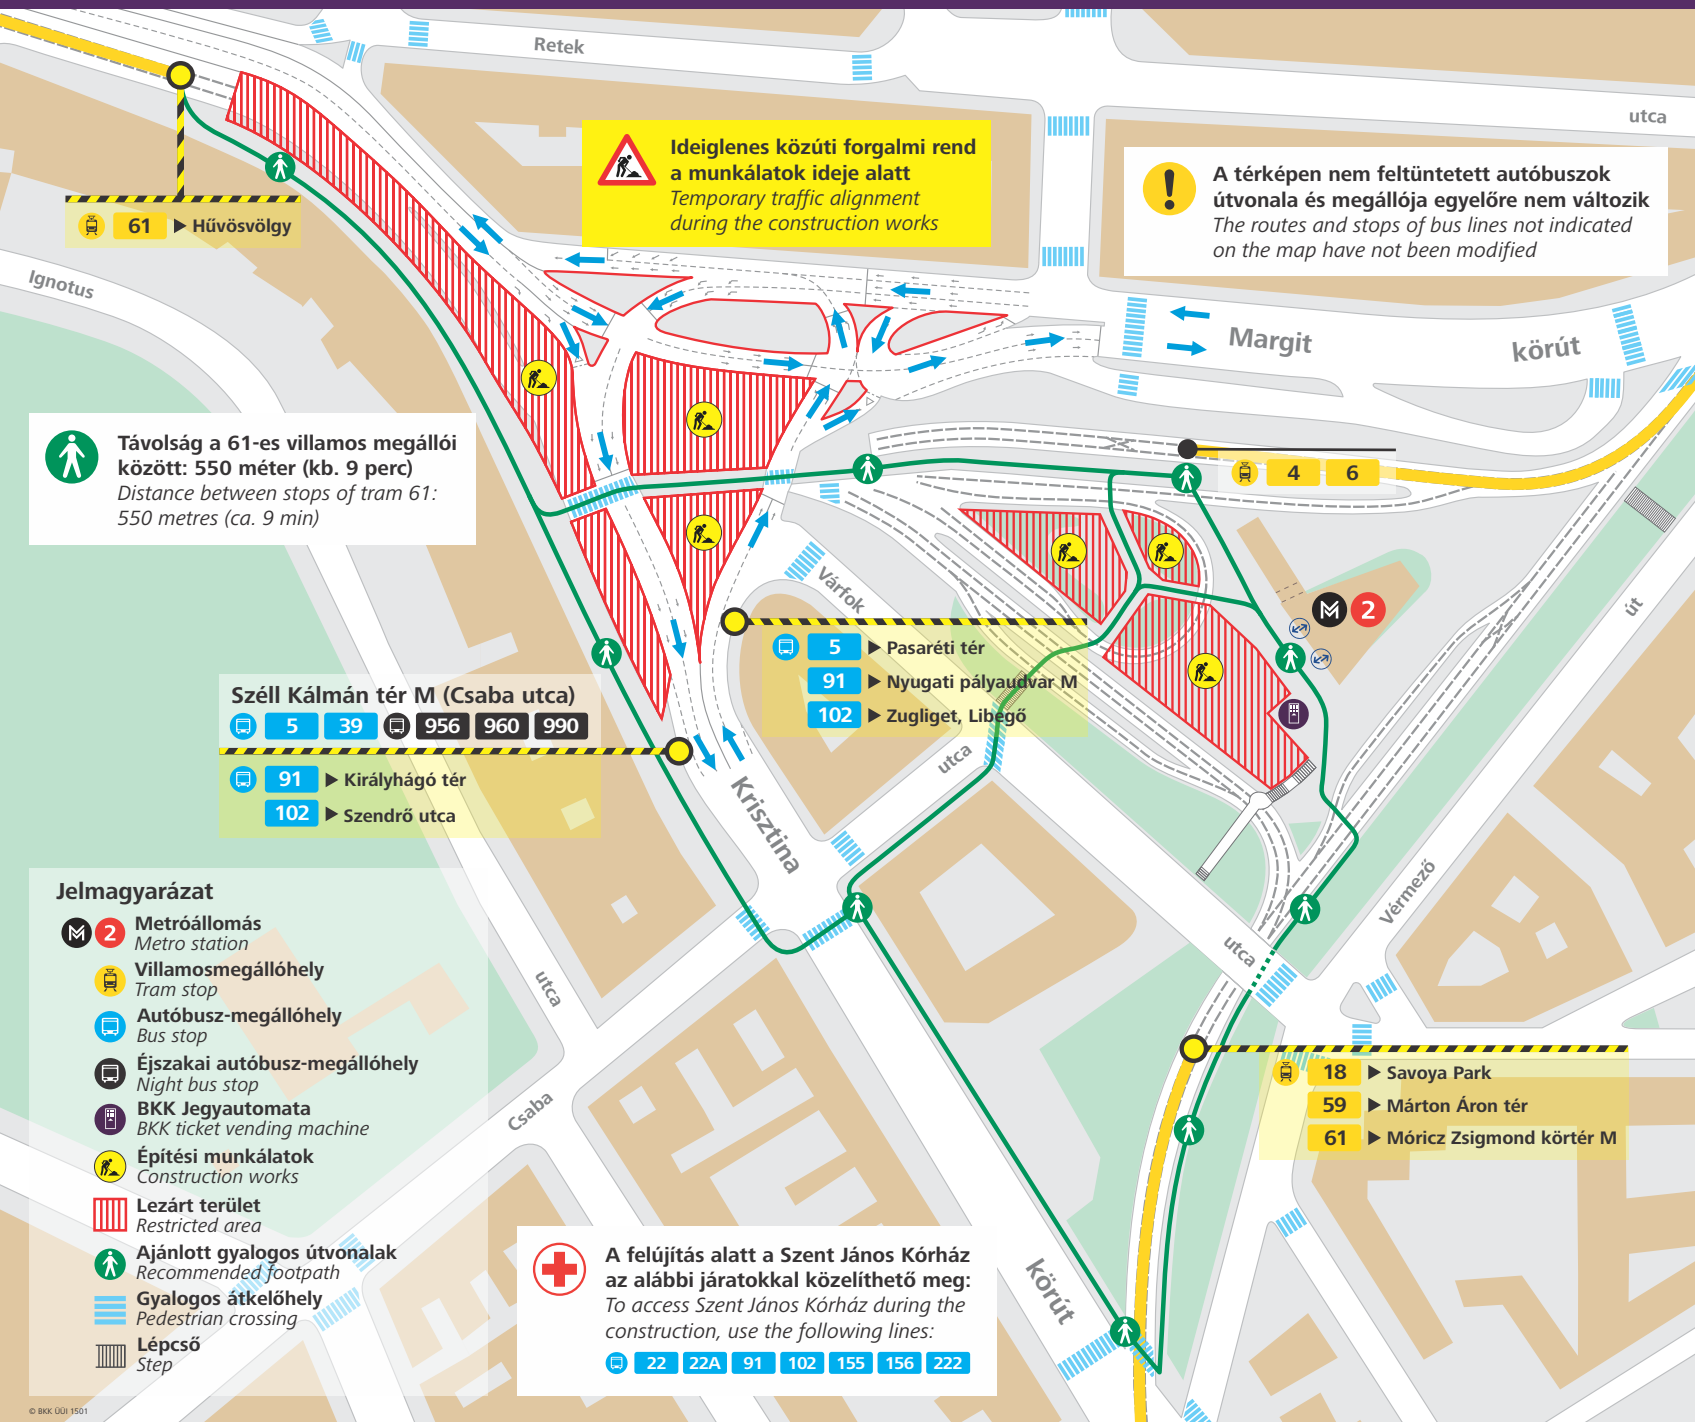 Retek
utca
Ideiglenes közúti forgalmi rend
a munkálatok ideje alatt
Temporary traffic alignment
during the construction works
A térképen nem feltüntetett autóbuszok
útvonala és megállója egyelőre nem változik
The routes and stops of bus lines not indicated
on the map have not been modified
61 Hűvösvölgy
Ignotus
Margit
körút
Távolság a 61-es villamos megállói
között: 550 méter (kb. 9 perc)
Distance between stops of tram 61:
550 metres (ca. 9 min)
4 6
Várfok
út
M 2
5 Pasaréti tér
91 Nyugati pályaudvar M
102 Zugliget, Libegő
Széll Kálmán tér M (Csaba utca)
5 39 956 960 990
91 Királyhágó tér
102 Szendrő utca
utca
Krisztina
Vérmező
utca
utca
Csaba
18 Savoya Park
59 Márton Áron tér
61 Móricz Zsigmond körtér M
körút
Jelmagyarázat
M 2 Metróállomás
Metro station
Villamosmegállóhely
Tram stop
Autóbusz-megállóhely
Bus stop
Éjszakai autóbusz-megállóhely
Night bus stop
BKK Jegyautomata
BKK ticket vending machine
Építési munkálatok
Construction works
Lezárt terület
Restricted area
Ajánlott gyalogos útvonalak
Recommended footpath
Gyalogos átkelőhely
Pedestrian crossing
Lépcső
Step
A felújítás alatt a Szent János Kórház
az alábbi járatokkal közelíthető meg:
To access Szent János Kórház during the
construction, use the following lines:
22 22A 91 102 155 156 222
© BKK ÜÜI 1501